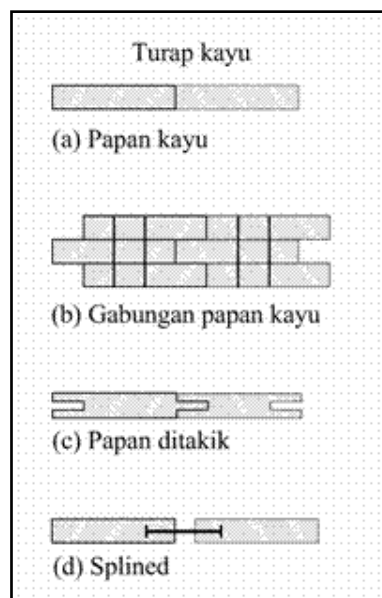 Turap kayu
(a) Papan kayu
(b) Gabungan papan kayu
(c) Papan ditakik
(d) Splined